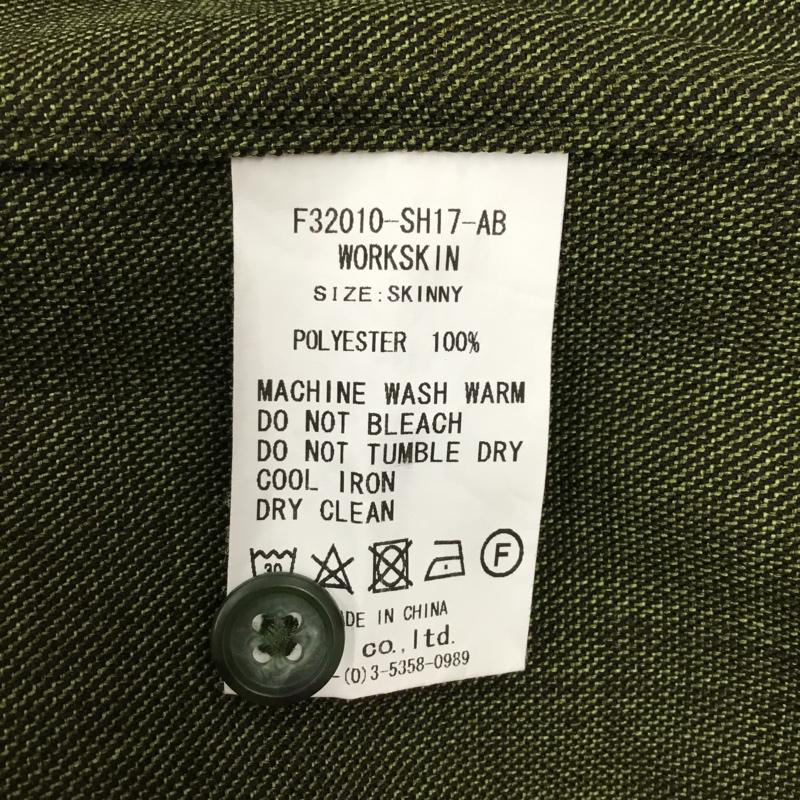 F32010-SH17-AB
WORKSKIN
SIZE:SKINNY
POLYESTER 100%
MACHINE WASH WARM
DO NOT BLEACH
DO NOT TUMBLE DRY
COOL IRON
DRY CLEAN
30 F
IN CHINA
co.,ltd.
-(0)3-5358-0989